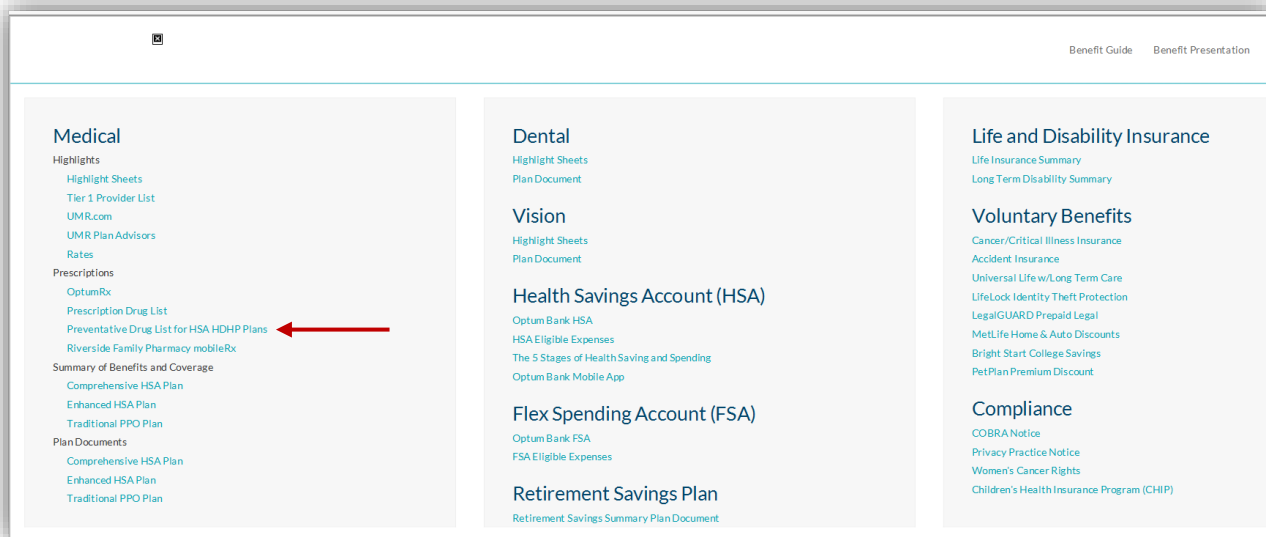 Benefit Guide
Benefit Presentation
Medical
Highlights
Highlight Sheets
Tier 1 Provider List
UMR.com
UMR Plan Advisors
Rates
Prescriptions
OptumRx
Prescription Drug List
Preventative Drug List for HSA HDHP Plans
Riverside Family Pharmacy mobileRx
Summary of Benefits and Coverage
Comprehensive HSA Plan
Enhanced HSA Plan
Traditional PPO Plan
Plan Documents
Comprehensive HSA Plan
Enhanced HSA Plan
Traditional PPO Plan
Dental
Highlight Sheets
Plan Document
Vision
Highlight Sheets
Plan Document
Health Savings Account (HSA)
Optum Bank HSA
HSA Eligible Expenses
The 5 Stages of Health Saving and Spending
Optum Bank Mobile App
Flex Spending Account (FSA)
Optum Bank FSA
FSA Eligible Expenses
Retirement Savings Plan
Retirement Savings Summary Plan Document
Life and Disability Insurance
Life Insurance Summary
Long Term Disability Summary
Voluntary Benefits
Cancer/Critical Illness Insurance
Accident Insurance
Universal Life w/Long Term Care
LifeLock Identity Theft Protection
LegalGUARD Prepaid Legal
MetLife Home & Auto Discounts
Bright Start College Savings
PetPlan Premium Discount
Compliance
COBRA Notice
Privacy Practice Notice
Women's Cancer Rights
Children's Health Insurance Program (CHIP)